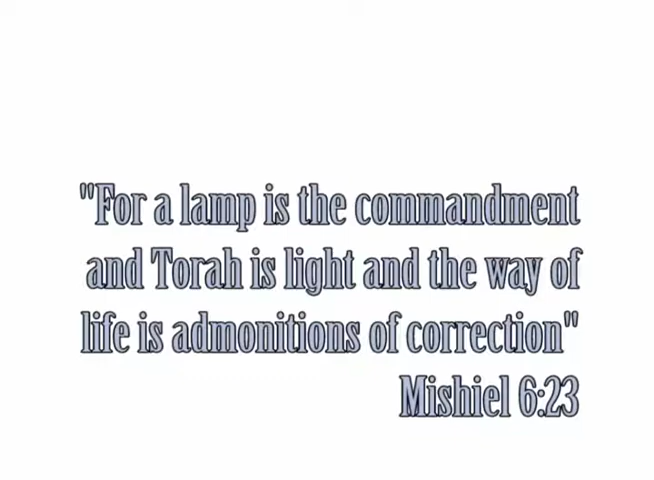 "For a lamp is the commandment
and Torah is light and the way of
life is admonitions of correction"
Mishiel 6:23